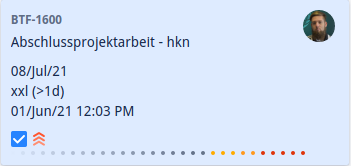 BTF-1600
Abschlussprojektarbeit - hkn
08/Jul/21
xxl (>1d)
01/Jun/21 12:03 PM